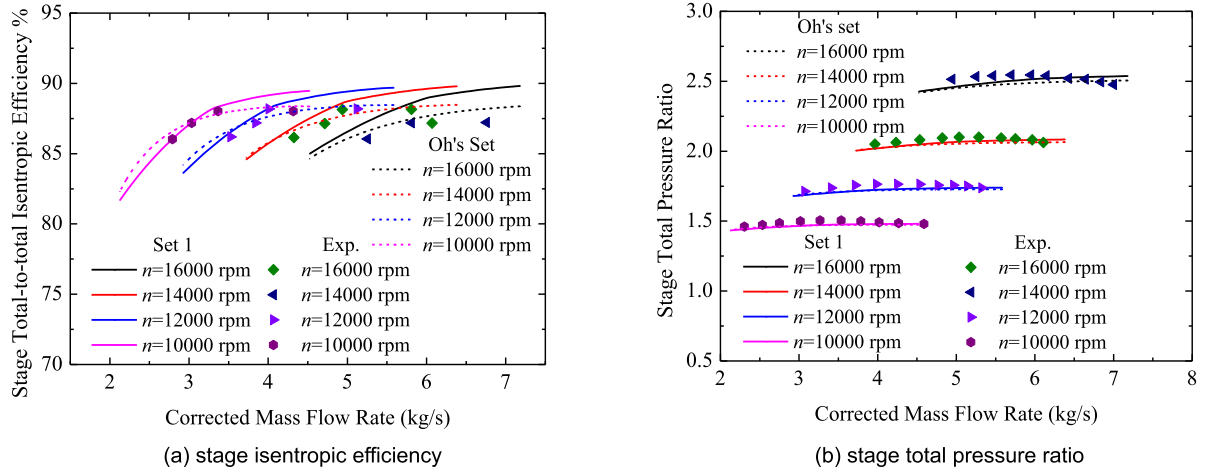 Stage Total-to-total Isentropic Efficiency %
95
90
85
80
75
70
Oh's Set
n=16000 rpm
n=14000 rpm
n=12000 rpm
n=10000 rpm
Set 1
Exp.
n=16000 rpm
n=16000 rpm
n=14000 rpm
n=14000 rpm
n=12000 rpm
n=12000 rpm
n=10000 rpm
n=10000 rpm
2 3 4 5 6 7
Corrected Mass Flow Rate (kg/s)
(a) stage isentropic efficiency
Stage Total Pressure Ratio
3.0
2.5
2.0
1.5
1.0
0.5
Oh's set
n=16000 rpm
n=14000 rpm
n=12000 rpm
n=10000 rpm
Set 1
Exp.
n=16000 rpm
n=16000 rpm
n=14000 rpm
n=14000 rpm
n=12000 rpm
n=12000 rpm
n=10000 rpm
n=10000 rpm
2 3 4 5 6 7 8
Corrected Mass Flow Rate (kg/s)
(b) stage total pressure ratio